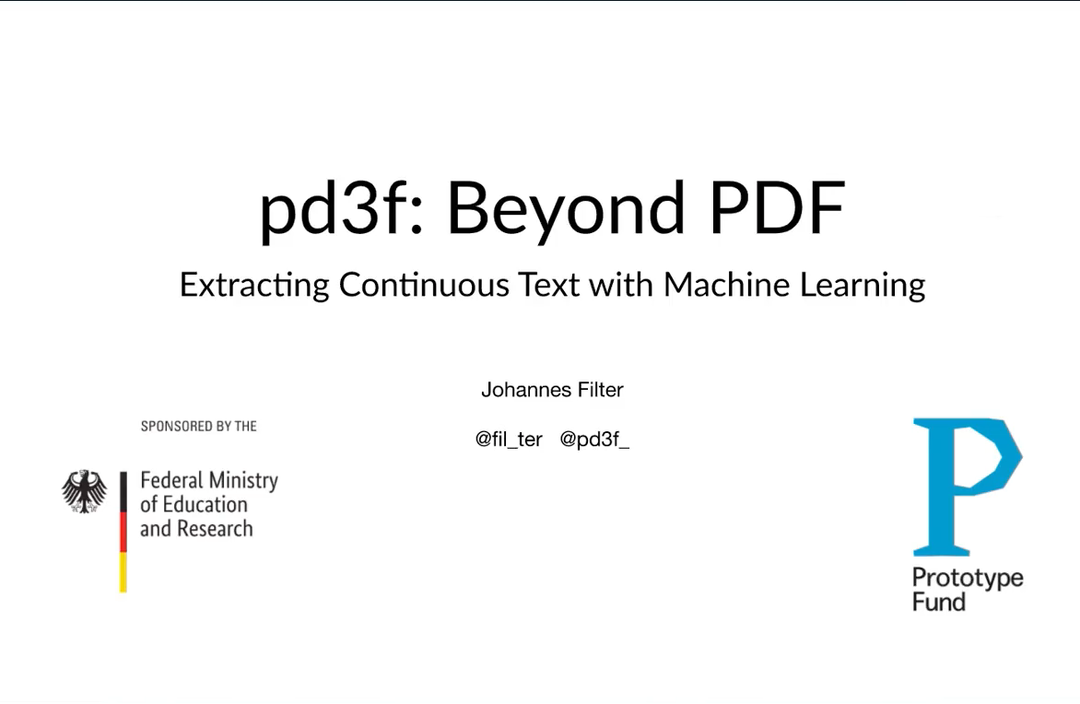 pd3f: Beyond PDF
Extracting Continuous Text with Machine Learning
Johannes Filter
@fil_ter @pd3f_
SPONSORED BY THE
Federal Ministry
of Education
and Research
Prototype
Fund